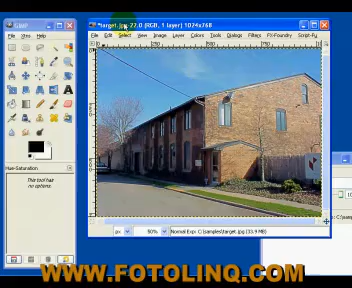 GIMP
*target.jpg-27.0 (RGB, 1 layer) 1024x768
File Xtns Help
File Edit Select View Image Layer Colors Tools Dialogs Filters FX-Foundry Script-Fu
Hue-Saturation
This tool has
no options.
px 50% Normal Exp: C:\samples\target.jpg (33.9 MB)
WWW.FOTOLINQ.COM